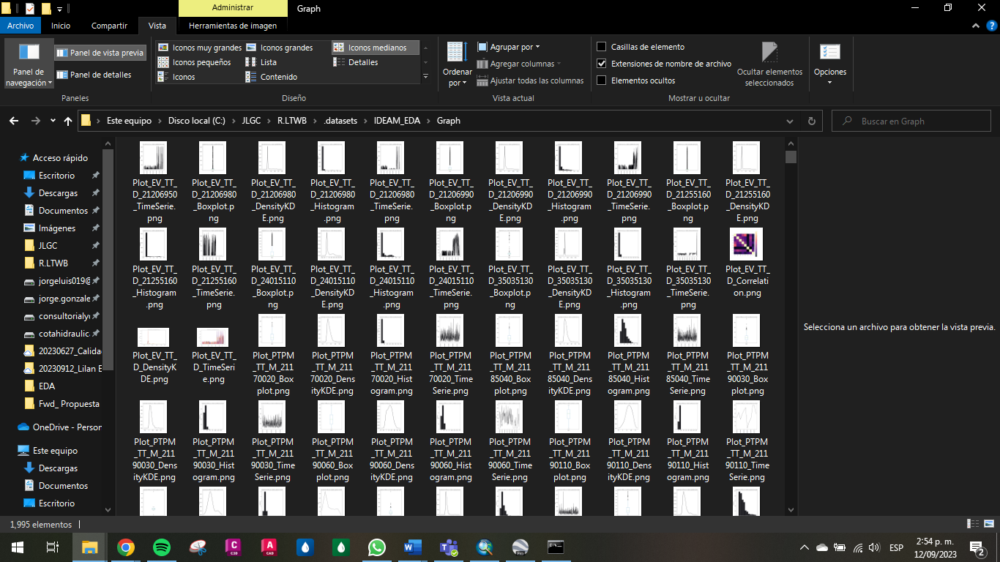 Administrar
Graph
Archivo
Inicio
Compartir
Vista
Herramientas de imagen
Panel de navegación
Panel de vista previa
Panel de detalles
Paneles
Iconos muy grandes
Iconos grandes
Iconos medianos
Iconos pequeños
Lista
Detalles
Iconos
Contenido
Diseño
Ordenar por
Agrupar por
Agregar columnas
Ajustar todas las columnas
Vista actual
Casillas de elemento
Extensiones de nombre de archivo
Elementos ocultos
Ocultar elementos seleccionados
Mostrar u ocultar
Opciones
Este equipo
Disco local (C:)
JLGC
R.LTWB
.datasets
IDEAM_EDA
Graph
Buscar en Graph
Acceso rápido
Escritorio
Descargas
Documentos
Imágenes
JLGC
R.LTWB
jorgeluis019@
jorge.gonzale
consultorialy
cotahidraulic
20230627_Calida
20230912_Lilan E
EDA
Fwd_ Propuesta
OneDrive - Person
Este equipo
Descargas
Documentos
Escritorio
Plot_EV_TT_D_21206950_TimeSerie.png
Plot_EV_TT_D_21206980_Boxplot.png
Plot_EV_TT_D_21206980_DensityKDE.png
Plot_EV_TT_D_21206980_Histogram.png
Plot_EV_TT_D_21206980_TimeSerie.png
Plot_EV_TT_D_21206990_Boxplot.png
Plot_EV_TT_D_21206990_DensityKDE.png
Plot_EV_TT_D_21206990_Histogram.png
Plot_EV_TT_D_21206990_TimeSerie.png
Plot_EV_TT_D_21255160_Boxplot.png
Plot_EV_TT_D_21255160_DensityKDE.png
Plot_EV_TT_D_21255160_Histogram.png
Plot_EV_TT_D_21255160_TimeSerie.png
Plot_EV_TT_D_24015110_Boxplot.png
Plot_EV_TT_D_24015110_DensityKDE.png
Plot_EV_TT_D_24015110_Histogram.png
Plot_EV_TT_D_24015110_TimeSerie.png
Plot_EV_TT_D_35035130_Boxplot.png
Plot_EV_TT_D_35035130_DensityKDE.png
Plot_EV_TT_D_35035130_Histogram.png
Plot_EV_TT_D_35035130_TimeSerie.png
Plot_EV_TT_D_Correlation.png
Plot_EV_TT_D_DensityKDE.png
Plot_EV_TT_D_TimeSerie.png
Plot_PTPM_TT_M_21170020_Boxplot.png
Plot_PTPM_TT_M_21170020_DensityKDE.png
Plot_PTPM_TT_M_21170020_Histogram.png
Plot_PTPM_TT_M_21170020_TimeSerie.png
Plot_PTPM_TT_M_21185040_Boxplot.png
Plot_PTPM_TT_M_21185040_DensityKDE.png
Plot_PTPM_TT_M_21185040_Histogram.png
Plot_PTPM_TT_M_21185040_TimeSerie.png
Plot_PTPM_TT_M_21190030_Boxplot.png
Plot_PTPM_TT_M_21190030_DensityKDE.png
Plot_PTPM_TT_M_21190030_Histogram.png
Plot_PTPM_TT_M_21190030_TimeSerie.png
Plot_PTPM_TT_M_21190060_Boxplot.png
Plot_PTPM_TT_M_21190060_DensityKDE.png
Plot_PTPM_TT_M_21190060_Histogram.png
Plot_PTPM_TT_M_21190060_TimeSerie.png
Plot_PTPM_TT_M_21190110_Boxplot.png
Plot_PTPM_TT_M_21190110_DensityKDE.png
Plot_PTPM_TT_M_21190110_Histogram.png
Plot_PTPM_TT_M_21190110_TimeSerie.png
Selecciona un archivo para obtener la vista previa.
1,995 elementos
ESP
2:54 p. m.
12/09/2023
2